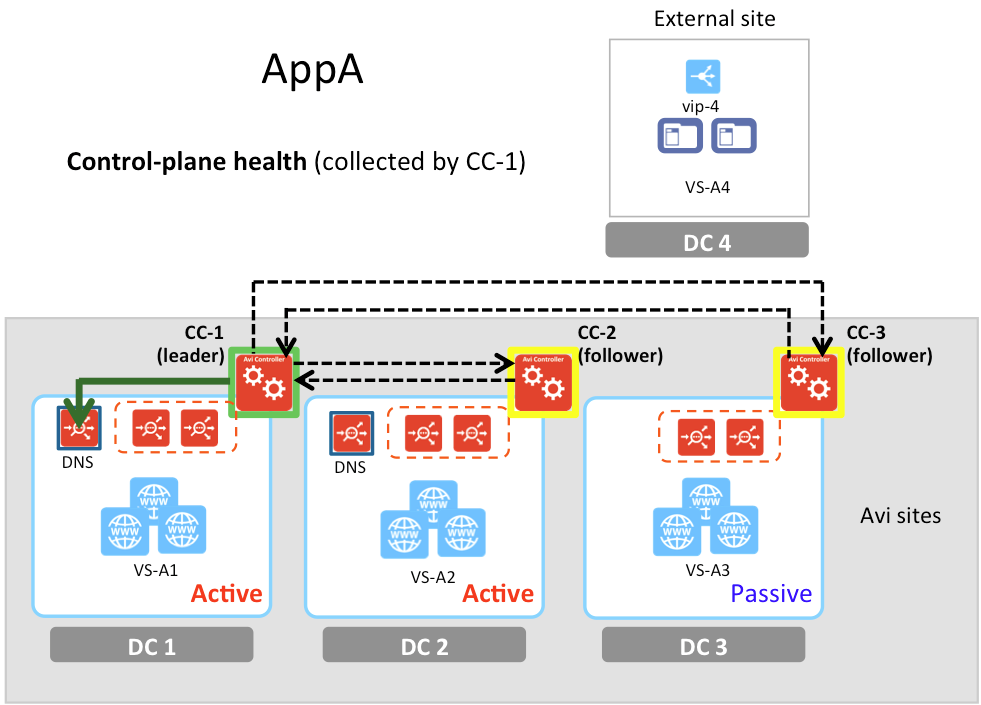 External site
AppA
vip-4
Control-plane health (collected by CC-1)
VS-A4
DC 4
CC-1
(leader)
CC-2
(follower)
CC-3
(follower)
Avi Controller
Avi Controller
Avi Controller
DNS
DNS
WWW
WWW
WWW
WWW
WWW
WWW
WWW
WWW
WWW
Avi sites
VS-A1
VS-A2
VS-A3
Active
Active
Passive
DC 1
DC 2
DC 3